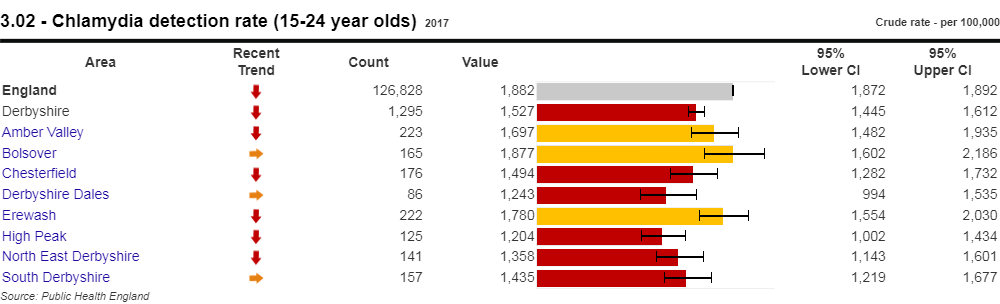 3.02 - Chlamydia detection rate (15-24 year olds) 2017 Crude rate - per 100,000
Area Recent Trend Count Value 95% Lower CI 95% Upper CI
England 126,828 1,882 1,872 1,892
Derbyshire 1,295 1,527 1,445 1,612
Amber Valley 223 1,697 1,482 1,935
Bolsover 165 1,877 1,602 2,186
Chesterfield 176 1,494 1,282 1,732
Derbyshire Dales 86 1,243 994 1,535
Erewash 222 1,780 1,554 2,030
High Peak 125 1,204 1,002 1,434
North East Derbyshire 141 1,358 1,143 1,601
South Derbyshire 157 1,435 1,219 1,677
Source: Public Health England